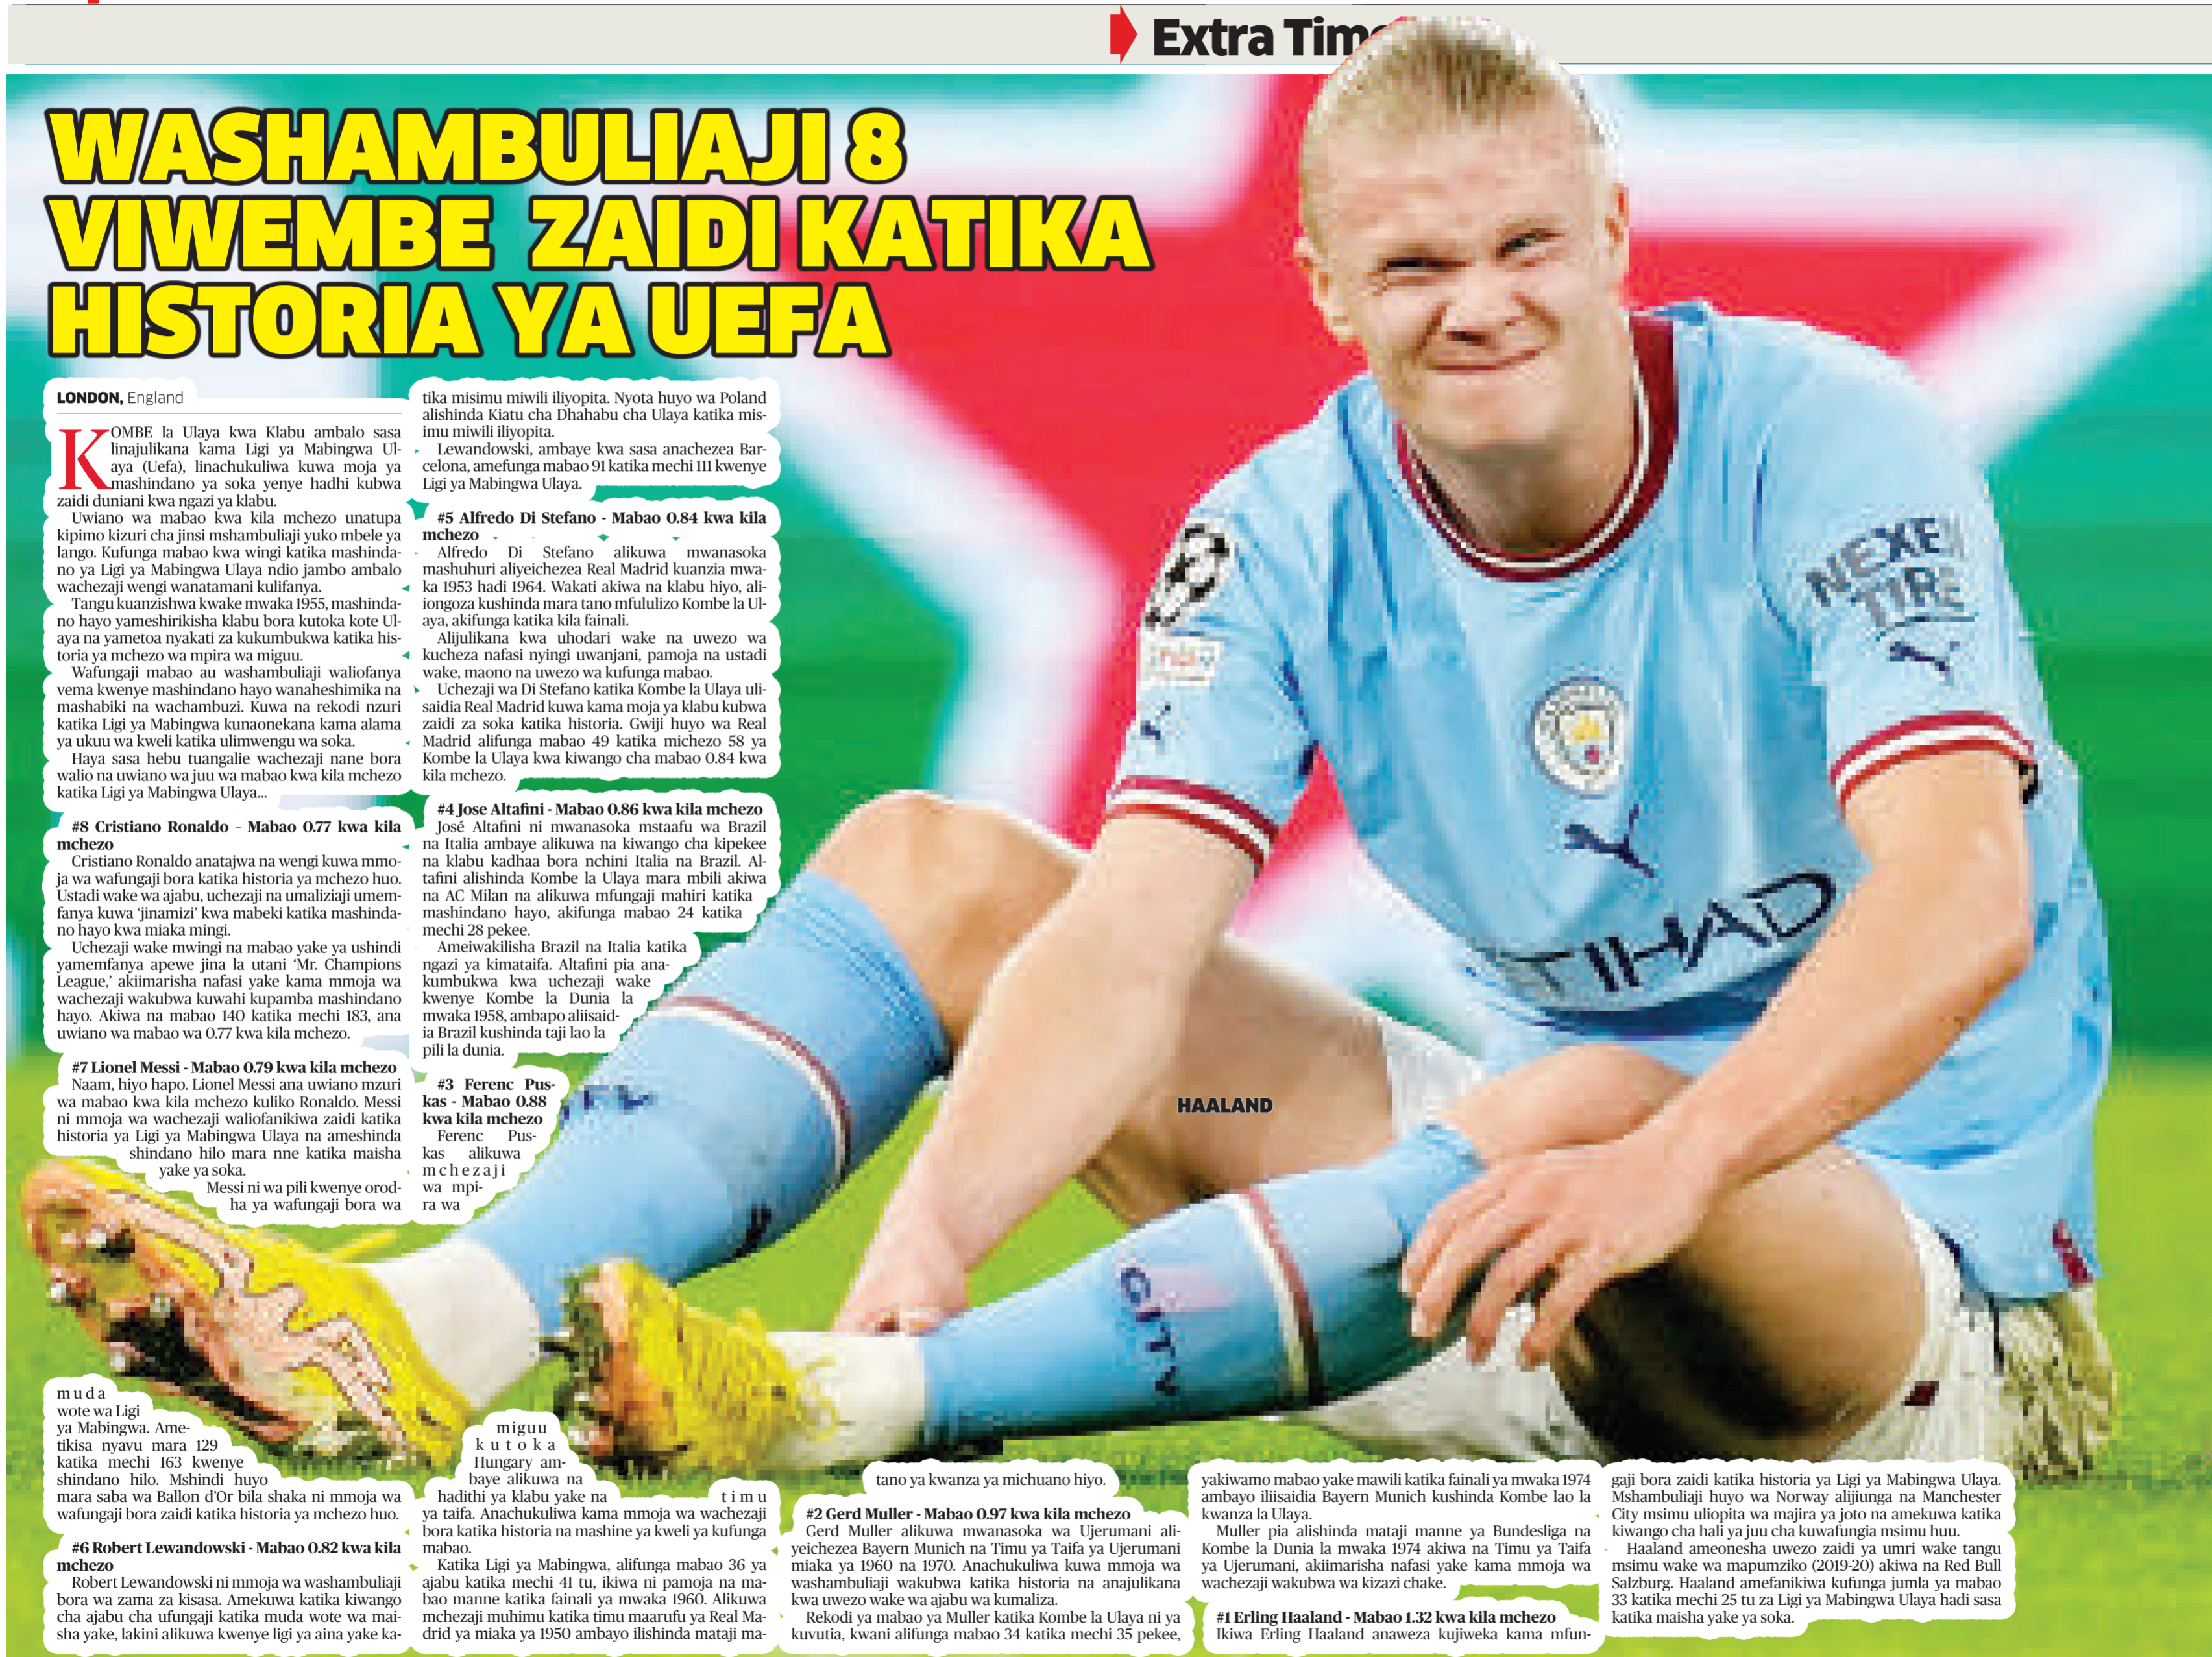 Extra Time
WASHAMBULIAJI 8
VIWEMBE ZAIDI KATIKA
HISTORIA YA UEFA
LONDON, England
KOMBE la Ulaya kwa Klabu ambalo sasa
linajulikana kama Ligi ya Mabingwa Ul-
aya (Uefa), linachukuliwa kuwa moja ya
mashindano ya soka yenye hadhi kubwa
zaidi duniani kwa ngazi ya klabu.
Uwiano wa mabao kwa kila mchezo unatupa
kipimo kizuri cha jinsi mshambuliaji yuko mbele ya
lango. Kufunga mabao kwa wingi katika mashinda-
no ya Ligi ya Mabingwa Ulaya ndio jambo ambalo
wachezaji wengi wanatamani kulifanya.
Tangu kuanzishwa kwake mwaka 1955, mashinda-
no hayo yameshirikisha klabu bora kutoka kote Ul-
aya na yametoa nyakati za kukumbukwa katika his-
toria ya mchezo wa mpira wa miguu.
Wafungaji mabao au washambuliaji waliofanya
vema kwenye mashindano hayo wanaheshimika na
mashabiki na wachambuzi. Kuwa na rekodi nzuri
katika Ligi ya Mabingwa kunaonekana kama alama
ya ukuu wa kweli katika ulimwengu wa soka.
Haya sasa hebu tuangalie wachezaji nane bora
walio na uwiano wa juu wa mabao kwa kila mchezo
katika Ligi ya Mabingwa Ulaya...
#8 Cristiano Ronaldo - Mabao 0.77 kwa kila
mchezo
Cristiano Ronaldo anatajwa na wengi kuwa mmo-
ja wa wafungaji bora katika historia ya mchezo huo.
Ustadi wake wa ajabu, uchezaji na umaliziaji umem-
fanya kuwa ‘jinamizi’ kwa mabeki katika mashinda-
no hayo kwa miaka mingi.
Uchezaji wake mwingi na mabao yake ya ushindi
yamemfanya apewe jina la utani ‘Mr. Champions
League,’ akiimarisha nafasi yake kama mmoja wa
wachezaji wakubwa kuwahi kupamba mashindano
hayo. Akiwa na mabao 140 katika mechi 183, ana
uwiano wa mabao wa 0.77 kwa kila mchezo.
#7 Lionel Messi - Mabao 0.79 kwa kila mchezo
Naam, hiyo hapo. Lionel Messi ana uwiano mzuri
wa mabao kwa kila mchezo kuliko Ronaldo. Messi
ni mmoja wa wachezaji waliofanikiwa zaidi katika
historia ya Ligi ya Mabingwa Ulaya na ameshinda
shindano hilo mara nne katika maisha
yake ya soka.
Messi ni wa pili kwenye orod-
ha ya wafungaji bora wa
muda
wote wa Ligi
ya Mabingwa. Ame-
tikisa nyavu mara 129
katika mechi 163 kwenye
shindano hilo. Mshindi huyo
mara saba wa Ballon d’Or bila shaka ni mmoja wa
wafungaji bora zaidi katika historia ya mchezo huo.
#6 Robert Lewandowski - Mabao 0.82 kwa kila
mchezo
Robert Lewandowski ni mmoja wa washambuliaji
bora wa zama za kisasa. Amekuwa katika kiwango
cha ajabu cha ufungaji katika muda wote wa mai-
sha yake, lakini alikuwa kwenye ligi ya aina yake ka-
tika misimu miwili iliyopita. Nyota huyo wa Poland
alishinda Kiatu cha Dhahabu cha Ulaya katika mis-
imu miwili iliyopita.
Lewandowski, ambaye kwa sasa anachezea Bar-
celona, amefunga mabao 91 katika mechi 111 kwenye
Ligi ya Mabingwa Ulaya.
#5 Alfredo Di Stefano - Mabao 0.84 kwa kila
mchezo
Alfredo Di Stefano alikuwa mwanasoka
mashuhuri aliyeichezea Real Madrid kuanzia mwa-
ka 1953 hadi 1964. Wakati akiwa na klabu hiyo, ali-
iongoza kushinda mara tano mfululizo Kombe la Ul-
aya, akifunga katika kila fainali.
Alijulikana kwa uhodari wake na uwezo wa
kucheza nafasi nyingi uwanjani, pamoja na ustadi
wake, maono na uwezo wa kufunga mabao.
Uchezaji wa Di Stefano katika Kombe la Ulaya uli-
saidia Real Madrid kuwa kama moja ya klabu kubwa
zaidi za soka katika historia. Gwiji huyo wa Real
Madrid alifunga mabao 49 katika michezo 58 ya
Kombe la Ulaya kwa kiwango cha mabao 0.84 kwa
kila mchezo.
#4 Jose Altafini - Mabao 0.86 kwa kila mchezo
José Altafini ni mwanasoka mstaafu wa Brazil
na Italia ambaye alikuwa na kiwango cha kipekee
na klabu kadhaa bora nchini Italia na Brazil. Al-
tafini alishinda Kombe la Ulaya mara mbili akiwa
na AC Milan na alikuwa mfungaji mahiri katika
mashindano hayo, akifunga mabao 24 katika
mechi 28 pekee.
Ameiwakilisha Brazil na Italia katika
ngazi ya kimataifa. Altafini pia ana-
kumbukwa kwa uchezaji wake
kwenye Kombe la Dunia la
mwaka 1958, ambapo aliisaid-
ia Brazil kushinda taji lao la
pili la dunia.
#3 Ferenc Pus-
kas - Mabao 0.88
kwa kila mchezo
Ferenc Pus-
kas alikuwa
mchezaji
wa mpi-
ra wa
miguu
kutoka
Hungary am-
baye alikuwa na
hadithi ya klabu yake na timu
ya taifa. Anachukuliwa kama mmoja wa wachezaji
bora katika historia na mashine ya kweli ya kufunga
mabao.
Katika Ligi ya Mabingwa, alifunga mabao 36 ya
ajabu katika mechi 41 tu, ikiwa ni pamoja na ma-
bao manne katika fainali ya mwaka 1960. Alikuwa
mchezaji muhimu katika timu maarufu ya Real Ma-
drid ya miaka ya 1950 ambayo ilishinda mataji ma-
tano ya kwanza ya michuano hiyo.
#2 Gerd Muller - Mabao 0.97 kwa kila mchezo
Gerd Muller alikuwa mwanasoka wa Ujerumani ali-
yeichezea Bayern Munich na Timu ya Taifa ya Ujerumani
miaka ya 1960 na 1970. Anachukuliwa kuwa mmoja wa
washambuliaji wakubwa katika historia na anajulikana
kwa uwezo wake wa ajabu wa kumaliza.
Rekodi ya mabao ya Muller katika Kombe la Ulaya ni ya
kuvutia, kwani alifunga mabao 34 katika mechi 35 pekee,
yakiwamo mabao yake mawili katika fainali ya mwaka 1974
ambayo iliisaidia Bayern Munich kushinda Kombe lao la
kwanza la Ulaya.
Muller pia alishinda mataji manne ya Bundesliga na
Kombe la Dunia la mwaka 1974 akiwa na Timu ya Taifa
ya Ujerumani, akiimarisha nafasi yake kama mmoja wa
wachezaji wakubwa wa kizazi chake.
#1 Erling Haaland - Mabao 1.32 kwa kila mchezo
Ikiwa Erling Haaland anaweza kujiweka kama mfun-
gaji bora zaidi katika historia ya Ligi ya Mabingwa Ulaya.
Mshambuliaji huyo wa Norway alijiunga na Manchester
City msimu uliopita wa majira ya joto na amekuwa katika
kiwango cha hali ya juu cha kuwafungia msimu huu.
Haaland ameonesha uwezo zaidi ya umri wake tangu
msimu wake wa mapumziko (2019-20) akiwa na Red Bull
Salzburg. Haaland amefanikiwa kufunga jumla ya mabao
33 katika mechi 25 tu za Ligi ya Mabingwa Ulaya hadi sasa
katika maisha yake ya soka.
HAALAND
NEXE
TIRE
TIHAD
CITY